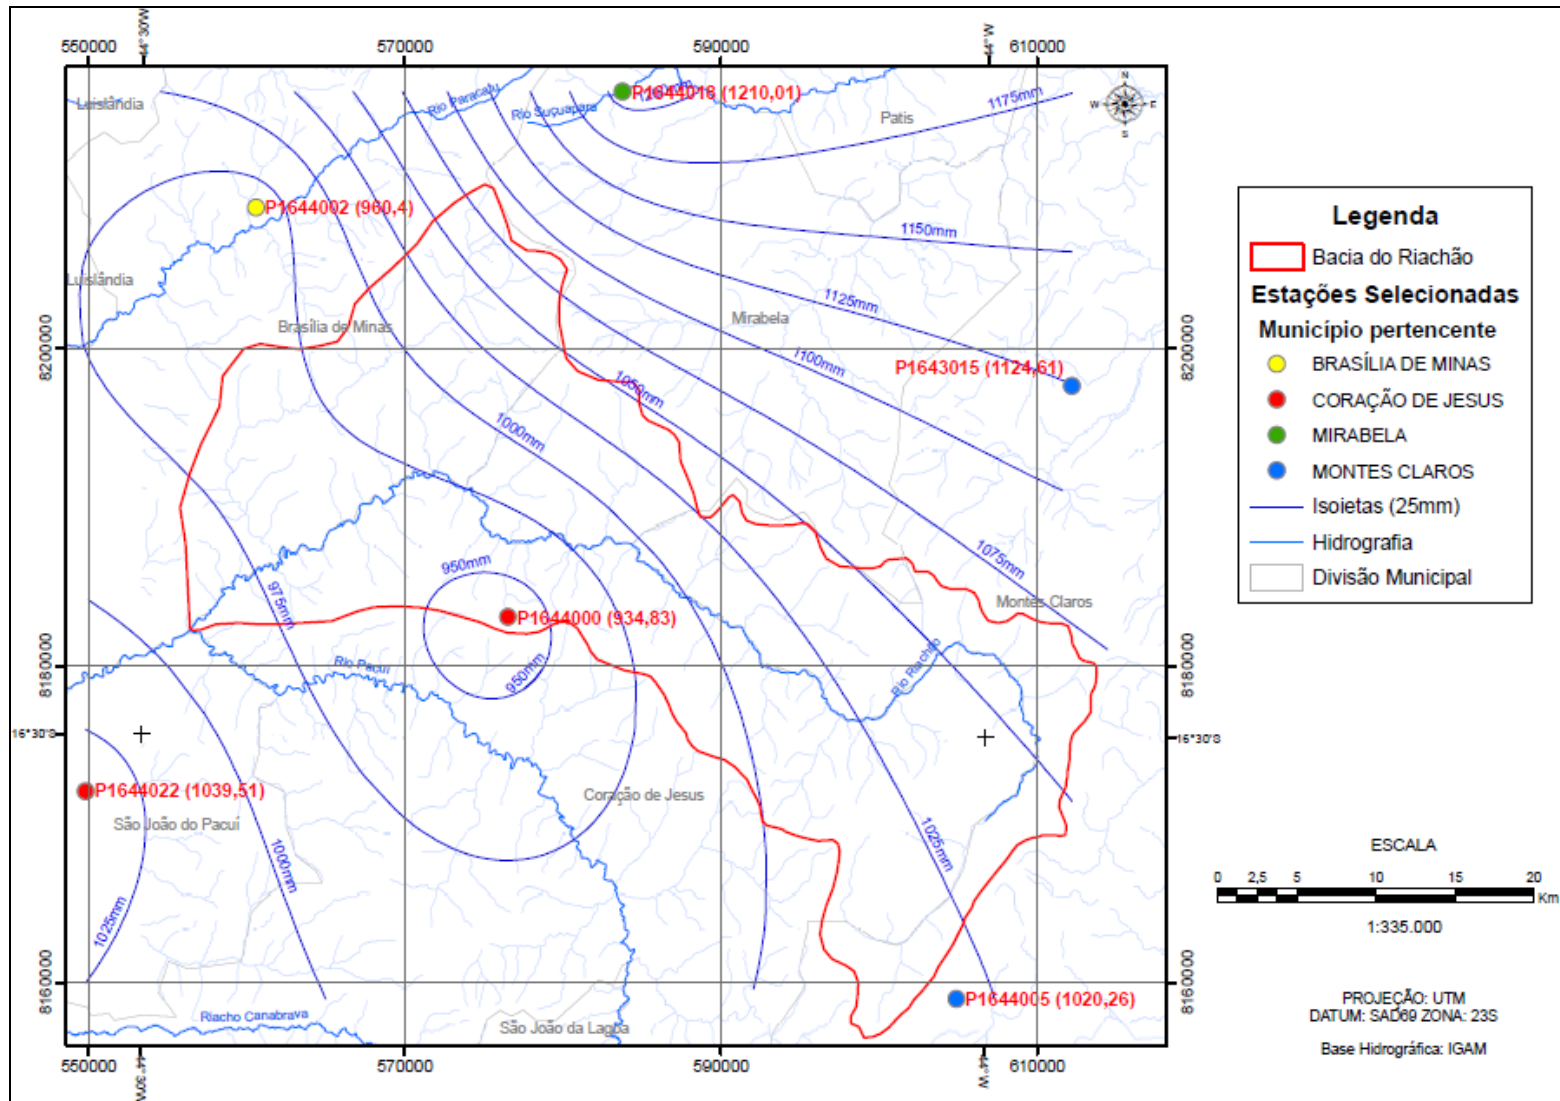 550000
44°30'W
570000
590000
44°W
610000
Luislândia
Rio Paracatu
Rio Suçuapara
P1644018 (1210,01)
Patis
1175mm
N
W
E
S
P1644002 (960,4)
1150mm
Luislândia
1125mm
Brasília de Minas
Mirabela
8200000
8200000
1100mm
P1643015 (1124,61)
1050mm
1000mm
950mm
1075mm
975mm
P1644000 (934,83)
Montes Claros
950mm
Rio Pacuí
Rio Riachão
8180000
8180000
16°30'S
16°30'S
P1644022 (1039,51)
Coração de Jesus
São João do Pacuí
1000mm
1025mm
1025mm
8160000
8160000
P1644005 (1020,26)
Riacho Canabrava
São João da Lagoa
550000
44°30'W
570000
590000
44°W
610000
Legenda
Bacia do Riachão
Estações Selecionadas
Município pertencente
BRASÍLIA DE MINAS
CORAÇÃO DE JESUS
MIRABELA
MONTES CLAROS
Isoietas (25mm)
Hidrografia
Divisão Municipal
ESCALA
0 2,5 5 10 15 20
Km
1:335.000
PROJEÇÃO: UTM
DATUM: SAD69 ZONA: 23S
Base Hidrográfica: IGAM